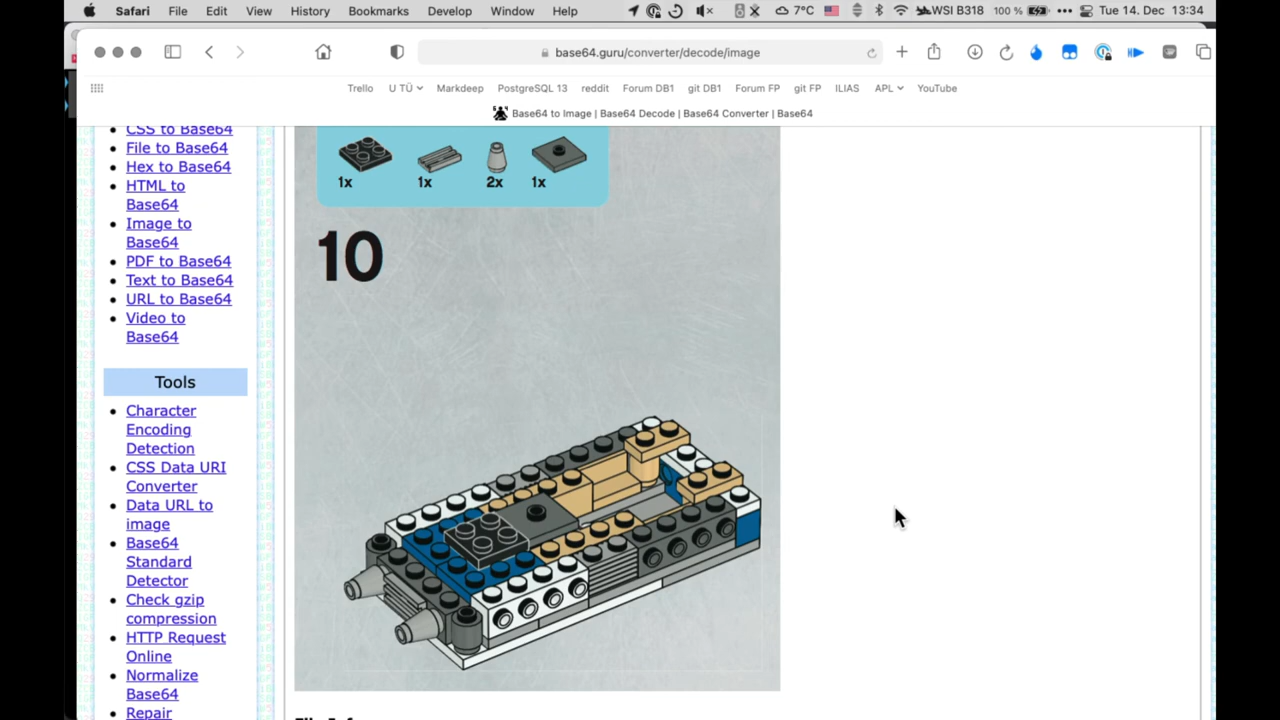 Safari File Edit View History Bookmarks Develop Window Help 7°C WSI B318 100 % Tue 14. Dec 13:34
base64.guru/converter/decode/image
Trello U TÜ Markdeep PostgreSQL 13 reddit Forum DB1 git DB1 Forum FP git FP ILIAS APL YouTube
Base64 to Image | Base64 Decode | Base64 Converter | Base64
CSS to Base64
File to Base64
Hex to Base64
HTML to
Base64
Image to
Base64
PDF to Base64
Text to Base64
URL to Base64
Video to
Base64
Tools
Character
Encoding
Detection
CSS Data URI
Converter
Data URL to
image
Base64
Standard
Detector
Check gzip
compression
HTTP Request
Online
Normalize
Base64
Repair
1x 1x 2x 1x
10